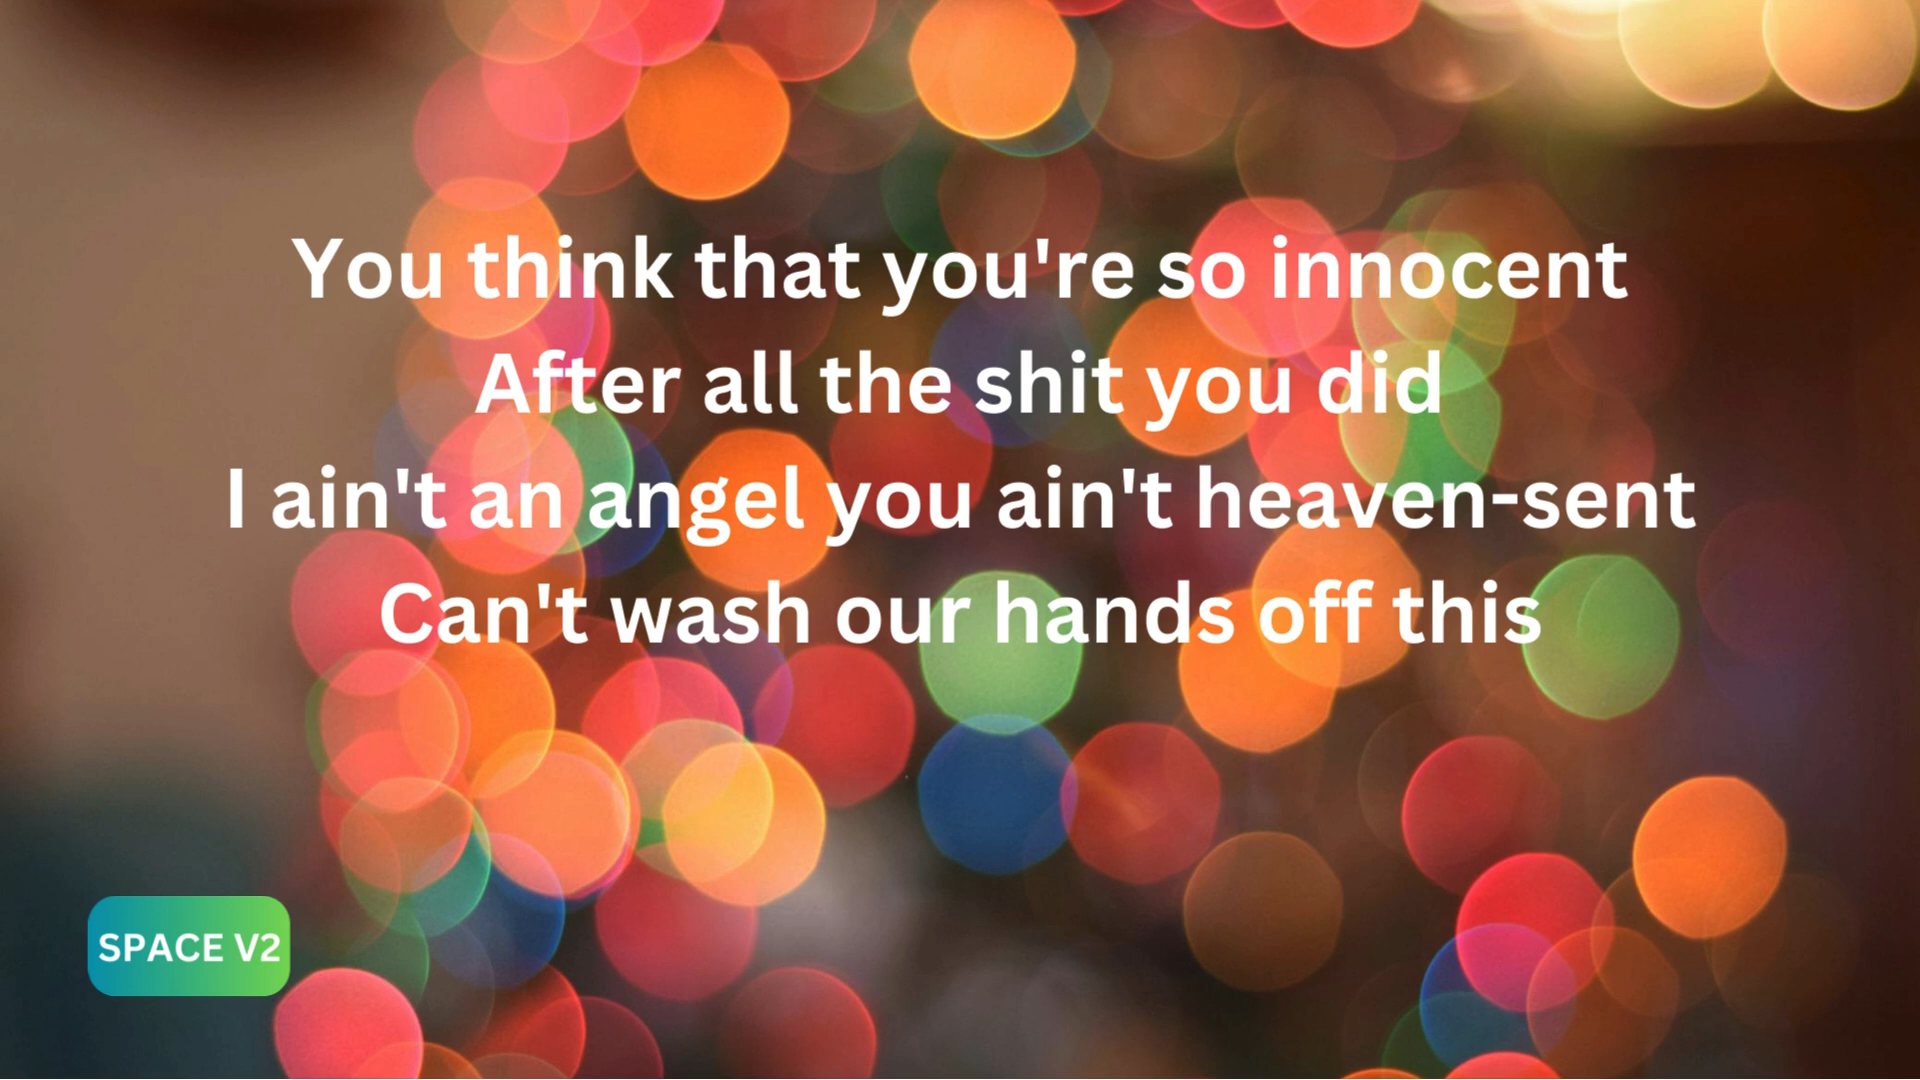 You think that you're so innocent
After all the shit you did
I ain't an angel you ain't heaven-sent
Can't wash our hands off this
SPACE V2